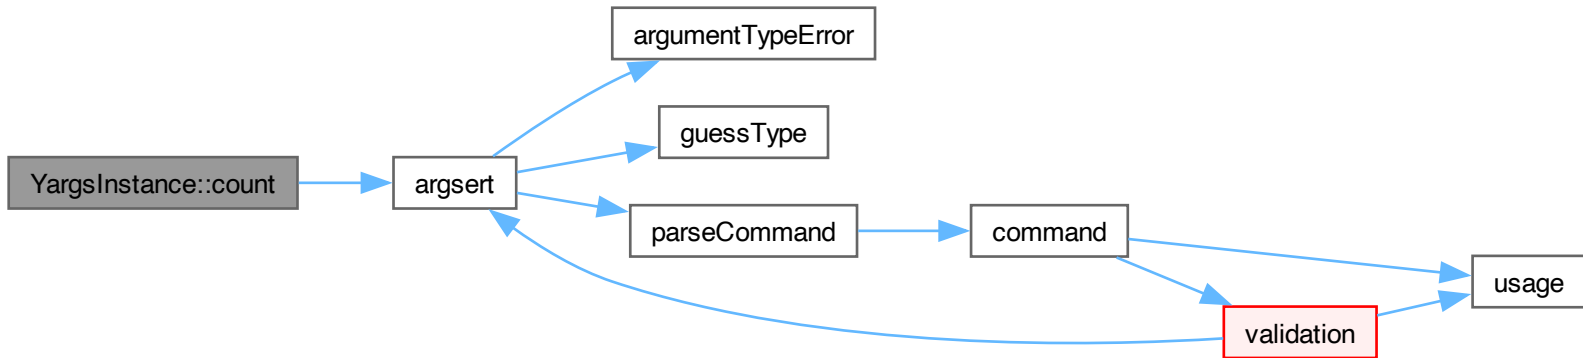 argumentTypeError
guessType
YargsInstance::count
argsert
parseCommand
command
usage
validation